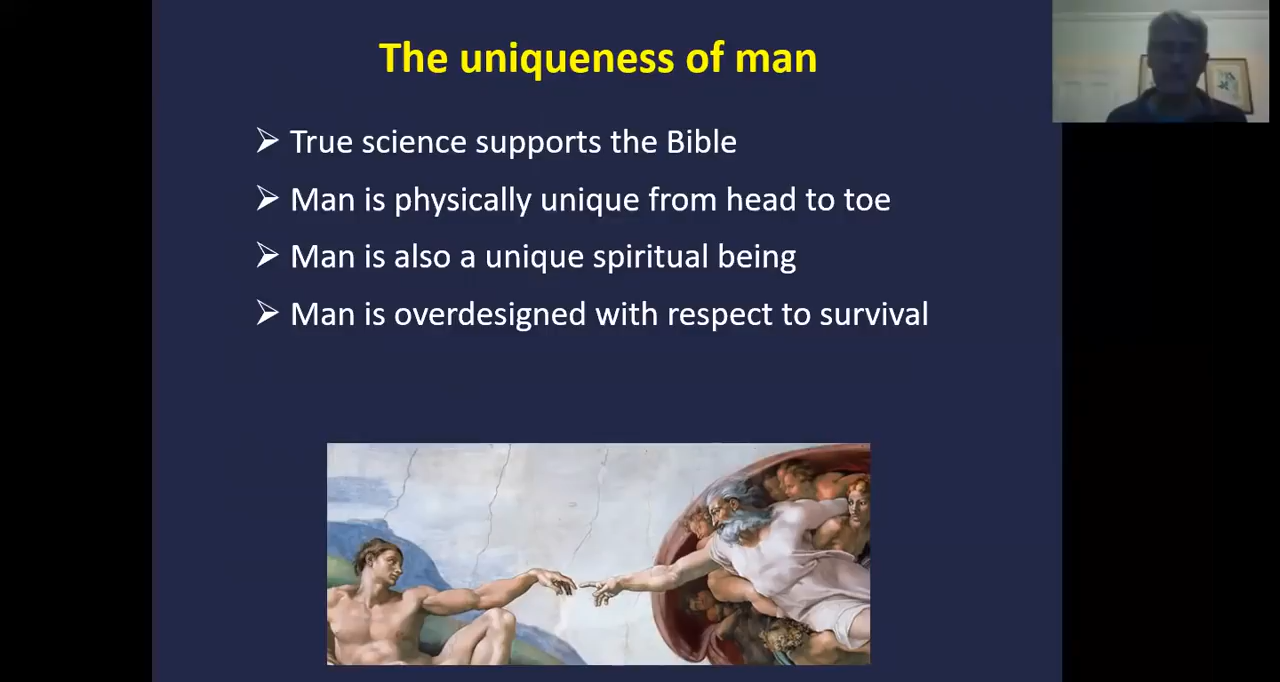 The uniqueness of man
➢ True science supports the Bible
➢ Man is physically unique from head to toe
➢ Man is also a unique spiritual being
➢ Man is overdesigned with respect to survival